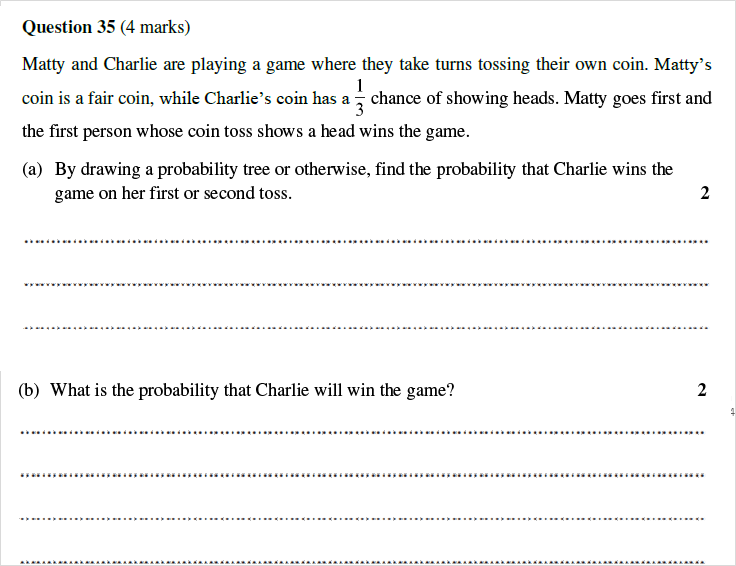 Question 35 (4 marks)
Matty and Charlie are playing a game where they take turns tossing their own coin. Matty's
coin is a fair coin, while Charlie's coin has a 1/3 chance of showing heads. Matty goes first and
the first person whose coin toss shows a head wins the game.
(a) By drawing a probability tree or otherwise, find the probability that Charlie wins the
game on her first or second toss. 2
(b) What is the probability that Charlie will win the game? 2